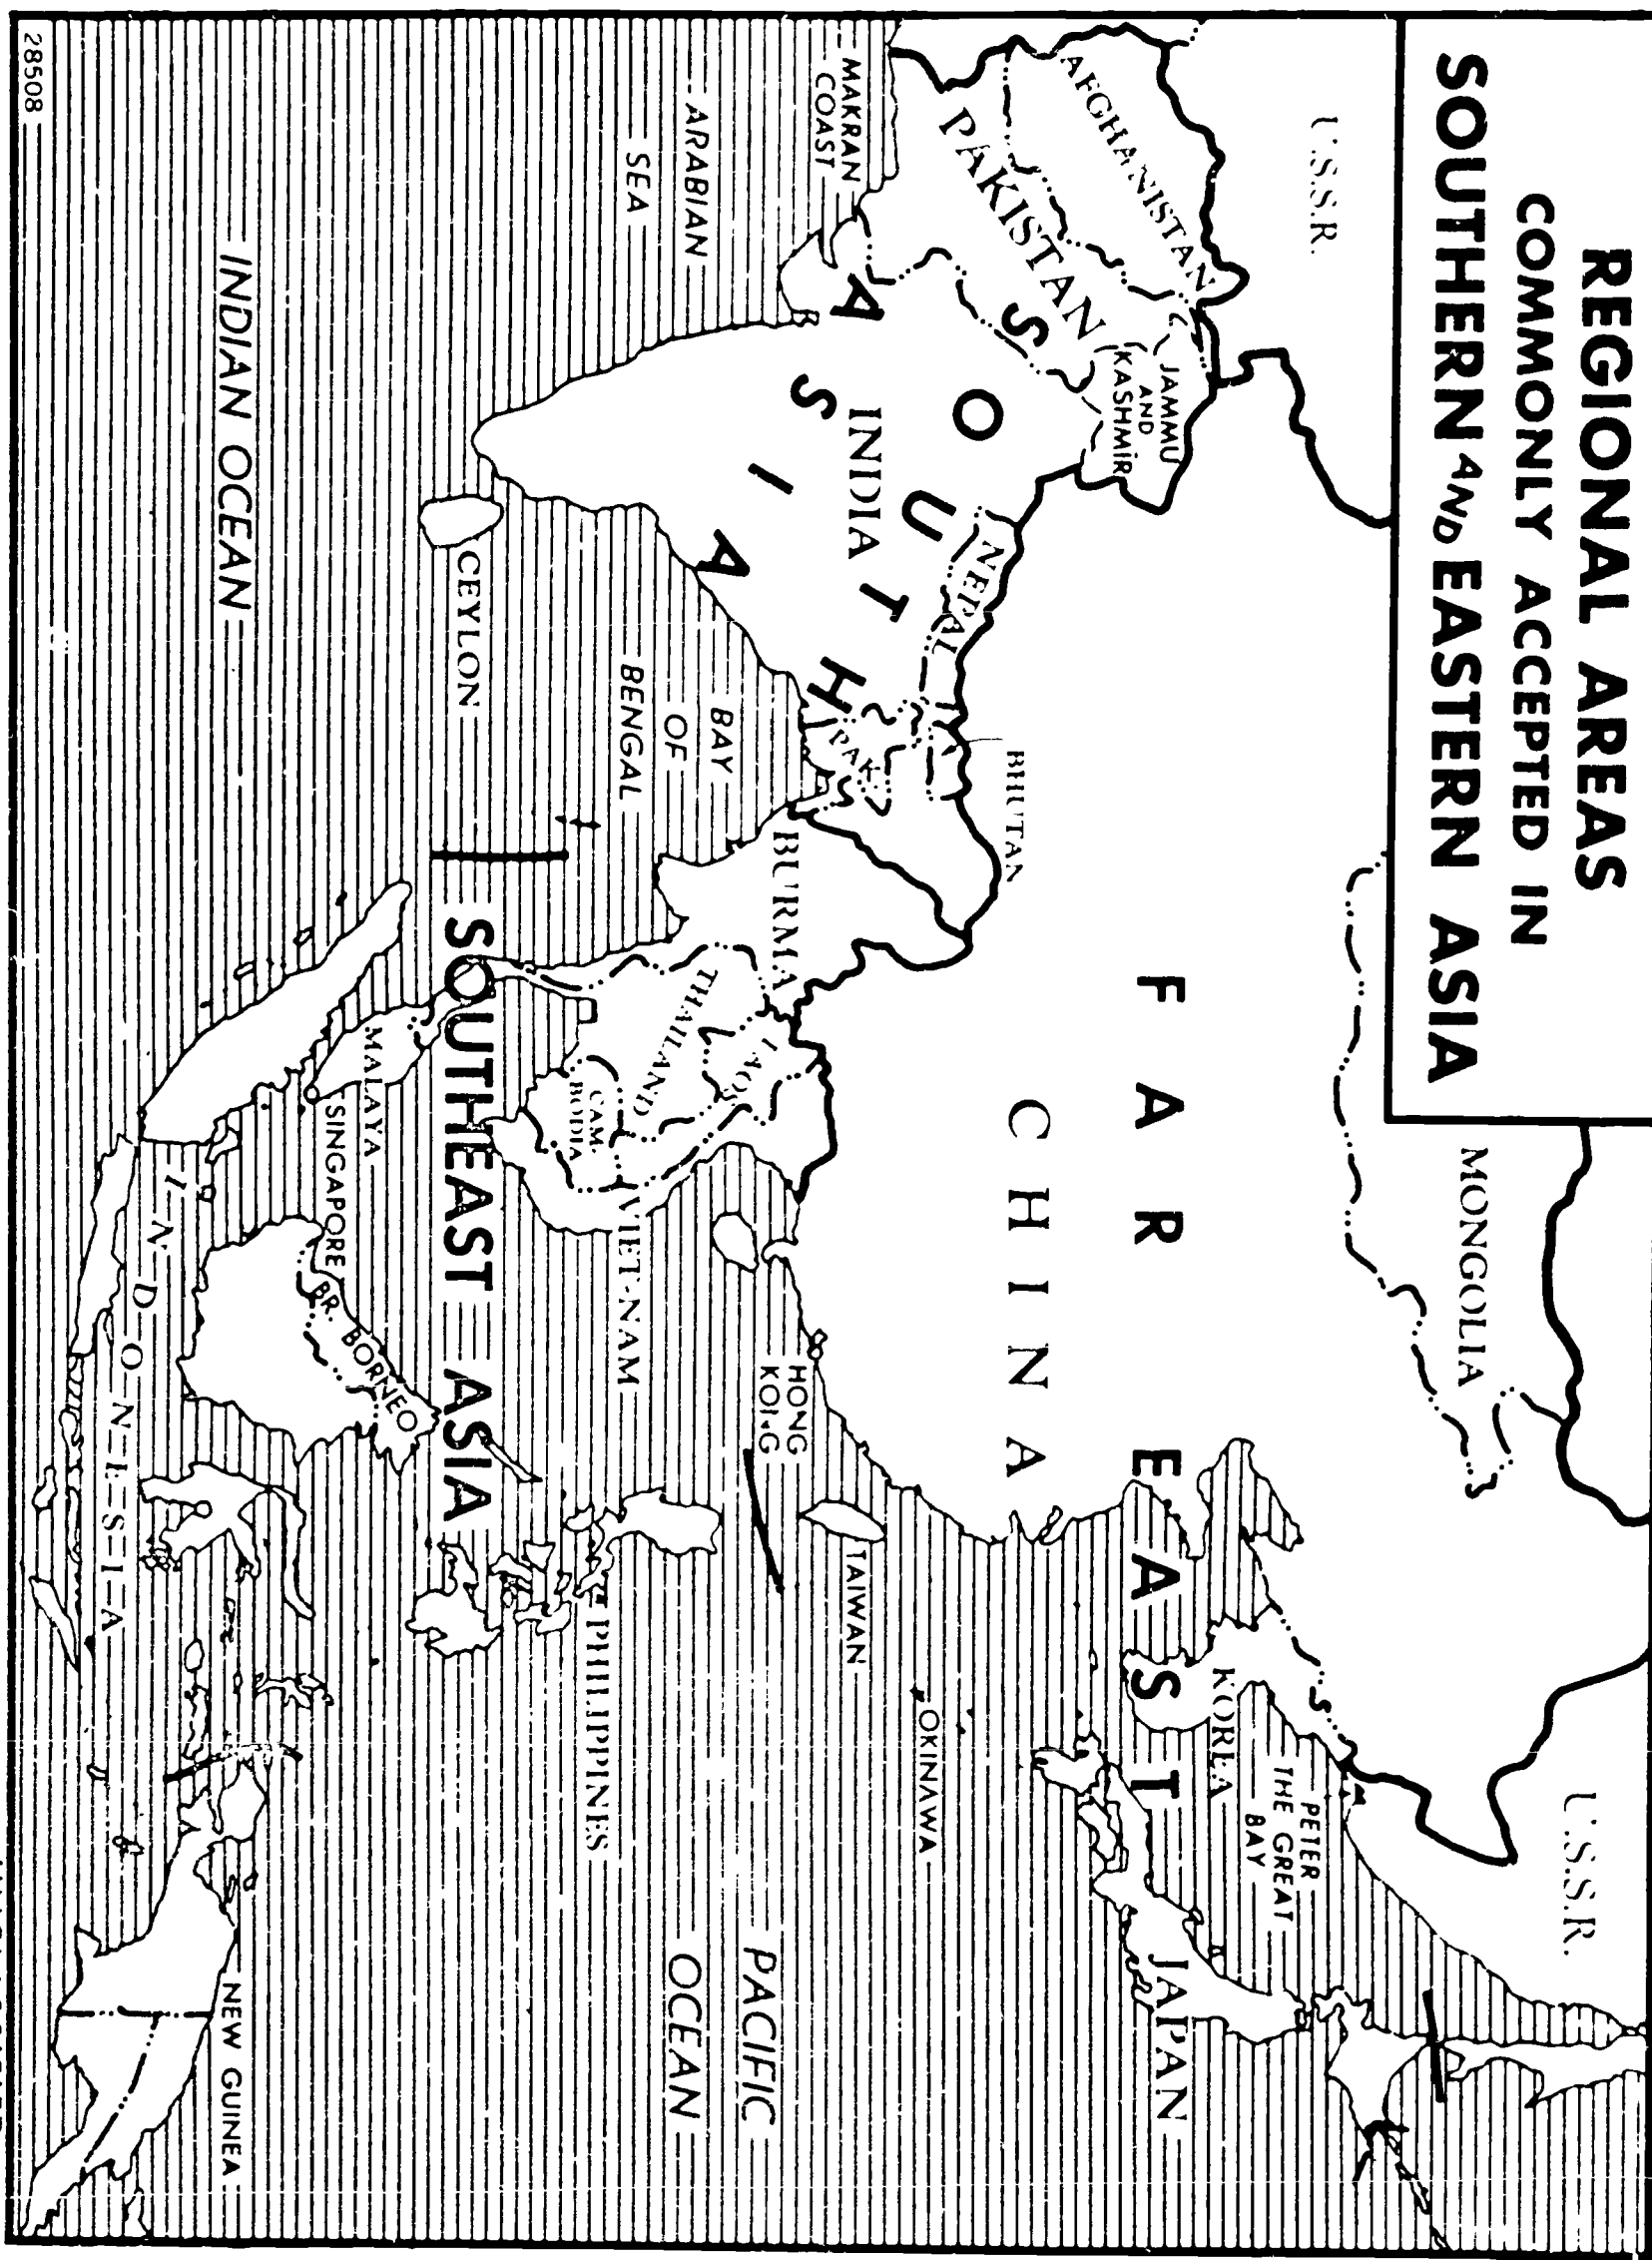 REGIONAL AREAS
COMMONLY ACCEPTED IN
SOUTHERN AND EASTERN ASIA
U.S.S.R.
MONGOLIA
U.S.S.R.
AFGHANISTAN
PAKISTAN
JAMMU
AND
KASHMIR
FAR EAST
CHINA
KOREA
PETER
THE GREAT
BAY
JAPAN
MAKRAN
COAST
SOUTH
ASIA
INDIA
NEPAL
BHUTAN
PAK.
ARABIAN
SEA
BAY
OF
BENGAL
BURMA
THAILAND
LAOS
CAM-
BODIA
VIET-NAM
HONG
KONG
TAIWAN
OKINAWA
PACIFIC
OCEAN
PHILIPPINES
CEYLON
SOUTHEAST ASIA
MALAYA
SINGAPORE
BR. BORNEO
INDIAN OCEAN
INDONESIA
NEW GUINEA
28508